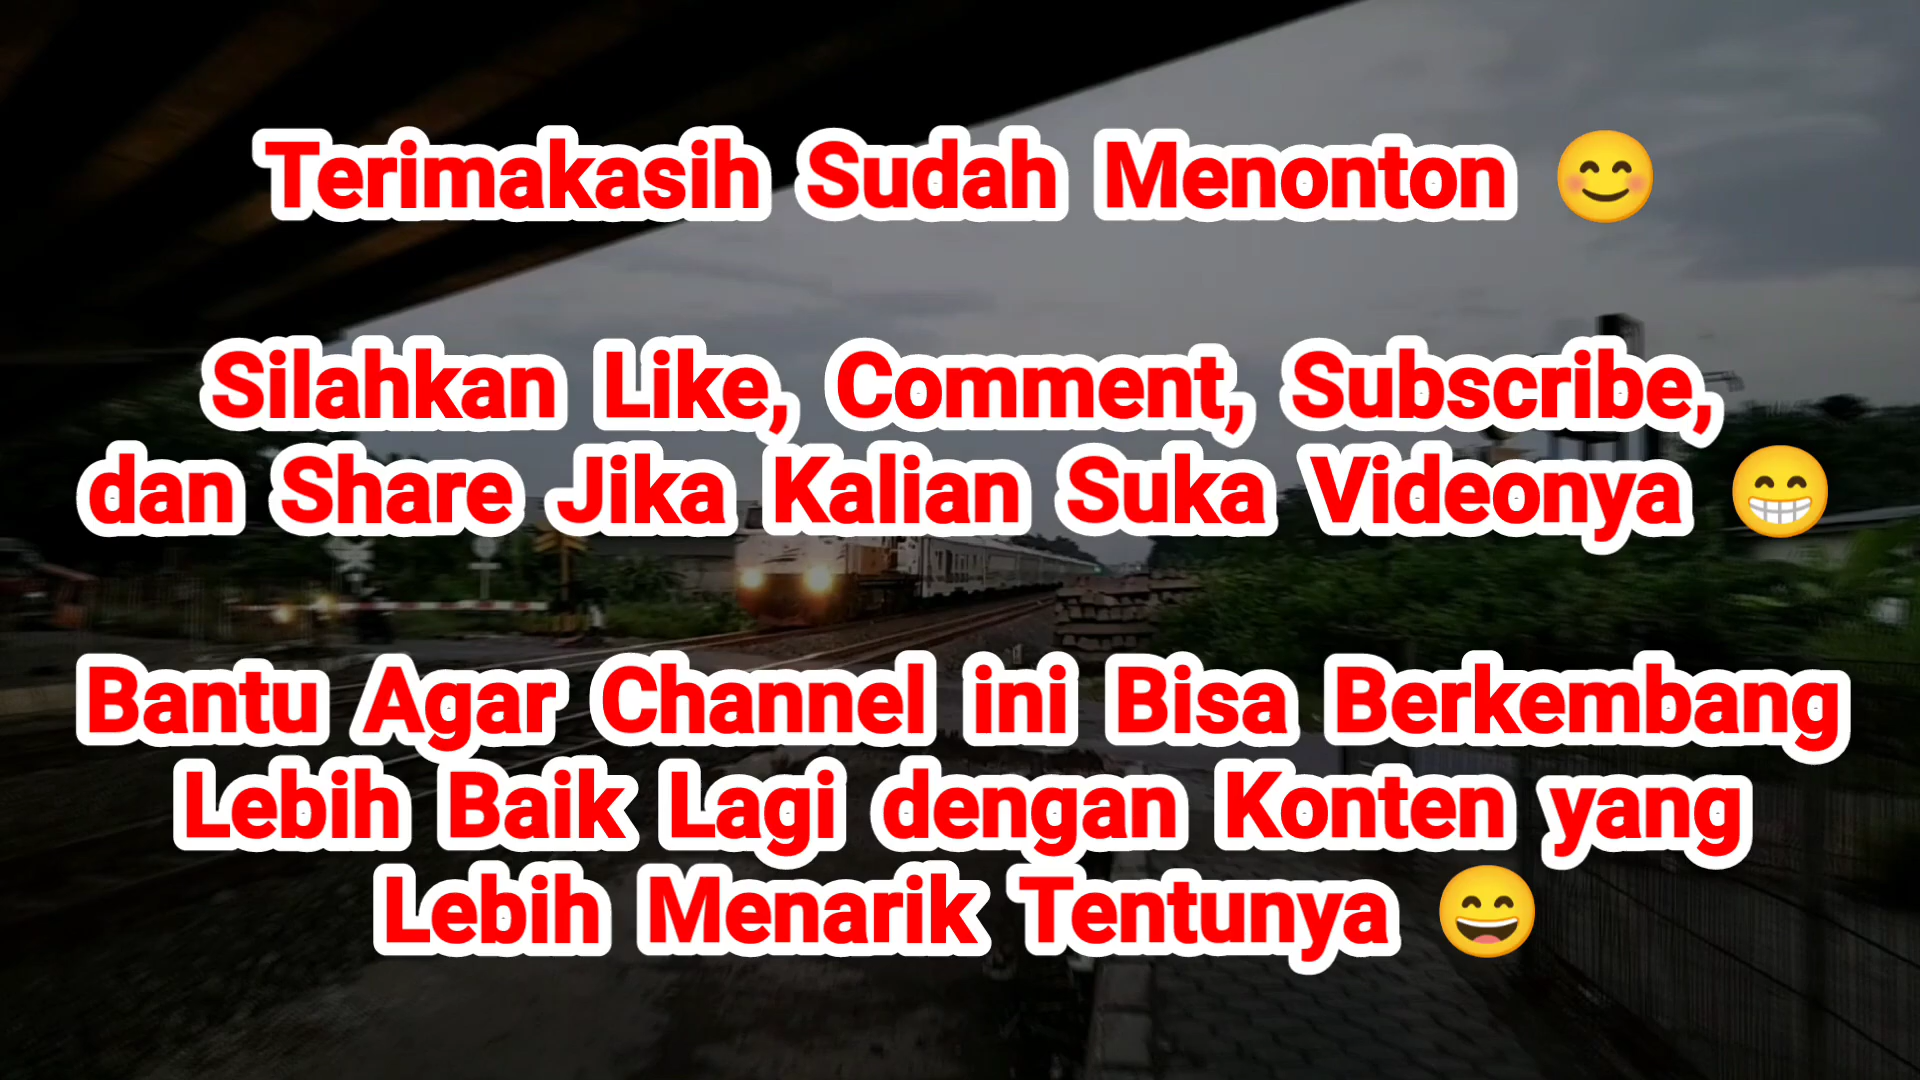 Terimakasih Sudah Menonton 😊
Silahkan Like, Comment, Subscribe,
dan Share Jika Kalian Suka Videonya 😁
Bantu Agar Channel ini Bisa Berkembang
Lebih Baik Lagi dengan Konten yang
Lebih Menarik Tentunya 😄